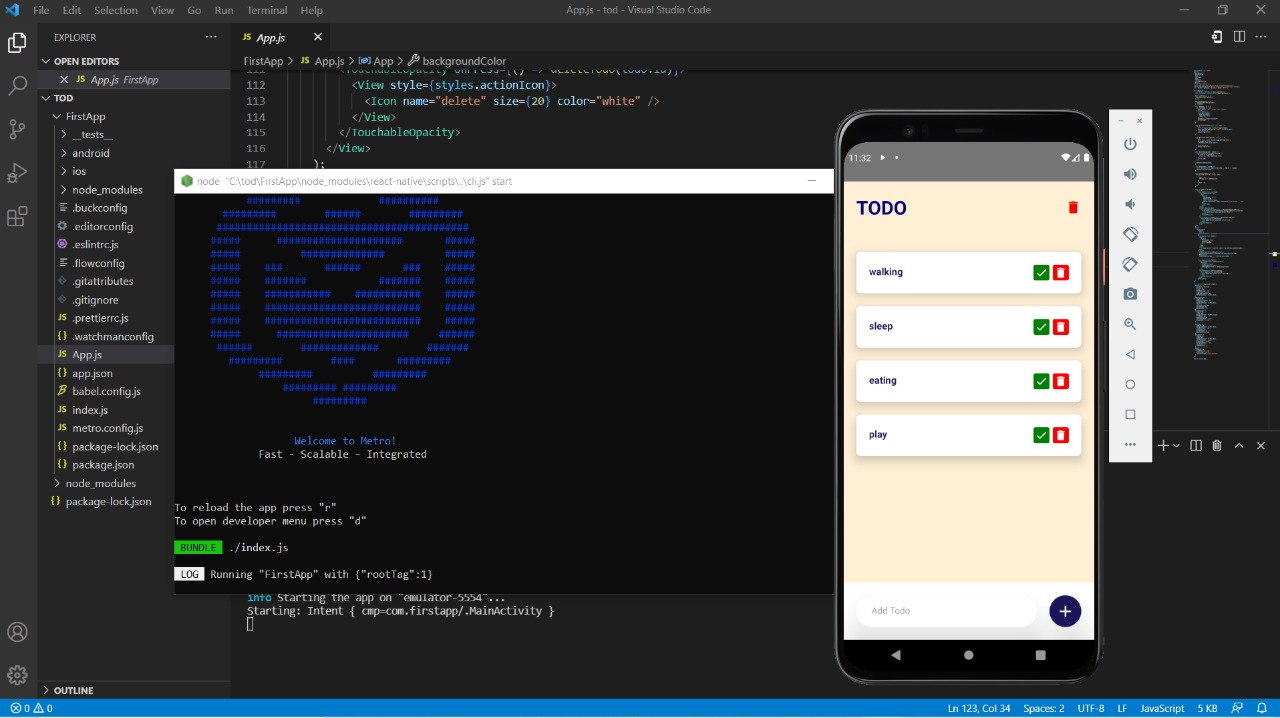 File Edit Selection View Go Run Terminal Help
App.js - tod - Visual Studio Code
EXPLORER
OPEN EDITORS
App.js FirstApp
TOD
FirstApp
__tests__
android
ios
node_modules
.buckconfig
.editorconfig
.eslintrc.js
.flowconfig
.gitattributes
.gitignore
.prettierrc.js
.watchmanconfig
App.js
app.json
babel.config.js
index.js
metro.config.js
package-lock.json
package.json
node_modules
package-lock.json
OUTLINE
JS App.js
FirstApp > JS App.js > App > backgroundColor
111 <TouchableOpacity onPress={() => deleteTodo(todo.id)}>
112 <View style={styles.actionIcon}>
113 <Icon name="delete" size={20} color="white" />
114 </View>
115 </TouchableOpacity>
116 </View>
117 );
node "C:\tod\FirstApp\node_modules\react-native\scripts\..\cli.js" start
Welcome to Metro!
Fast - Scalable - Integrated
To reload the app press "r"
To open developer menu press "d"
BUNDLE ./index.js
LOG Running "FirstApp" with {"rootTag":1}
info Starting the app on "emulator-5554"...
Starting: Intent { cmp=com.firstapp/.MainActivity }
11:32
TODO
walking
sleep
eating
play
Add Todo
0 0
Ln 123, Col 34 Spaces: 2 UTF-8 LF JavaScript 5 KB